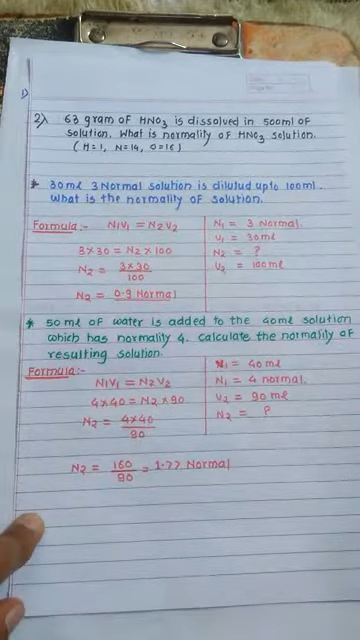 1)
2) 63 gram of HNO3 is dissolved in 500ml of
solution. What is normality of HNO3 solution.
(H=1, N=14, O=16)
* 30ml 3 Normal solution is diluted upto 100ml.
What is the normality of solution.
Formula:- N1V1 = N2V2
3×30 = N2×100
N2 = 3×30
100
N2 = 0.9 Normal
N1 = 3 Normal.
V1 = 30ml
N2 = ?
V2 = 100ml
* 50 ml of water is added to the 40ml solution
which has normality 4. calculate the normality of
resulting solution.
Formula:-
N1V1 = N2V2
4×40 = N2×90
N2 = 4×40
90
V1 = 40ml
N1 = 4 normal.
V2 = 90ml
N2 = ?
N2 = 160 = 1.77 Normal
90